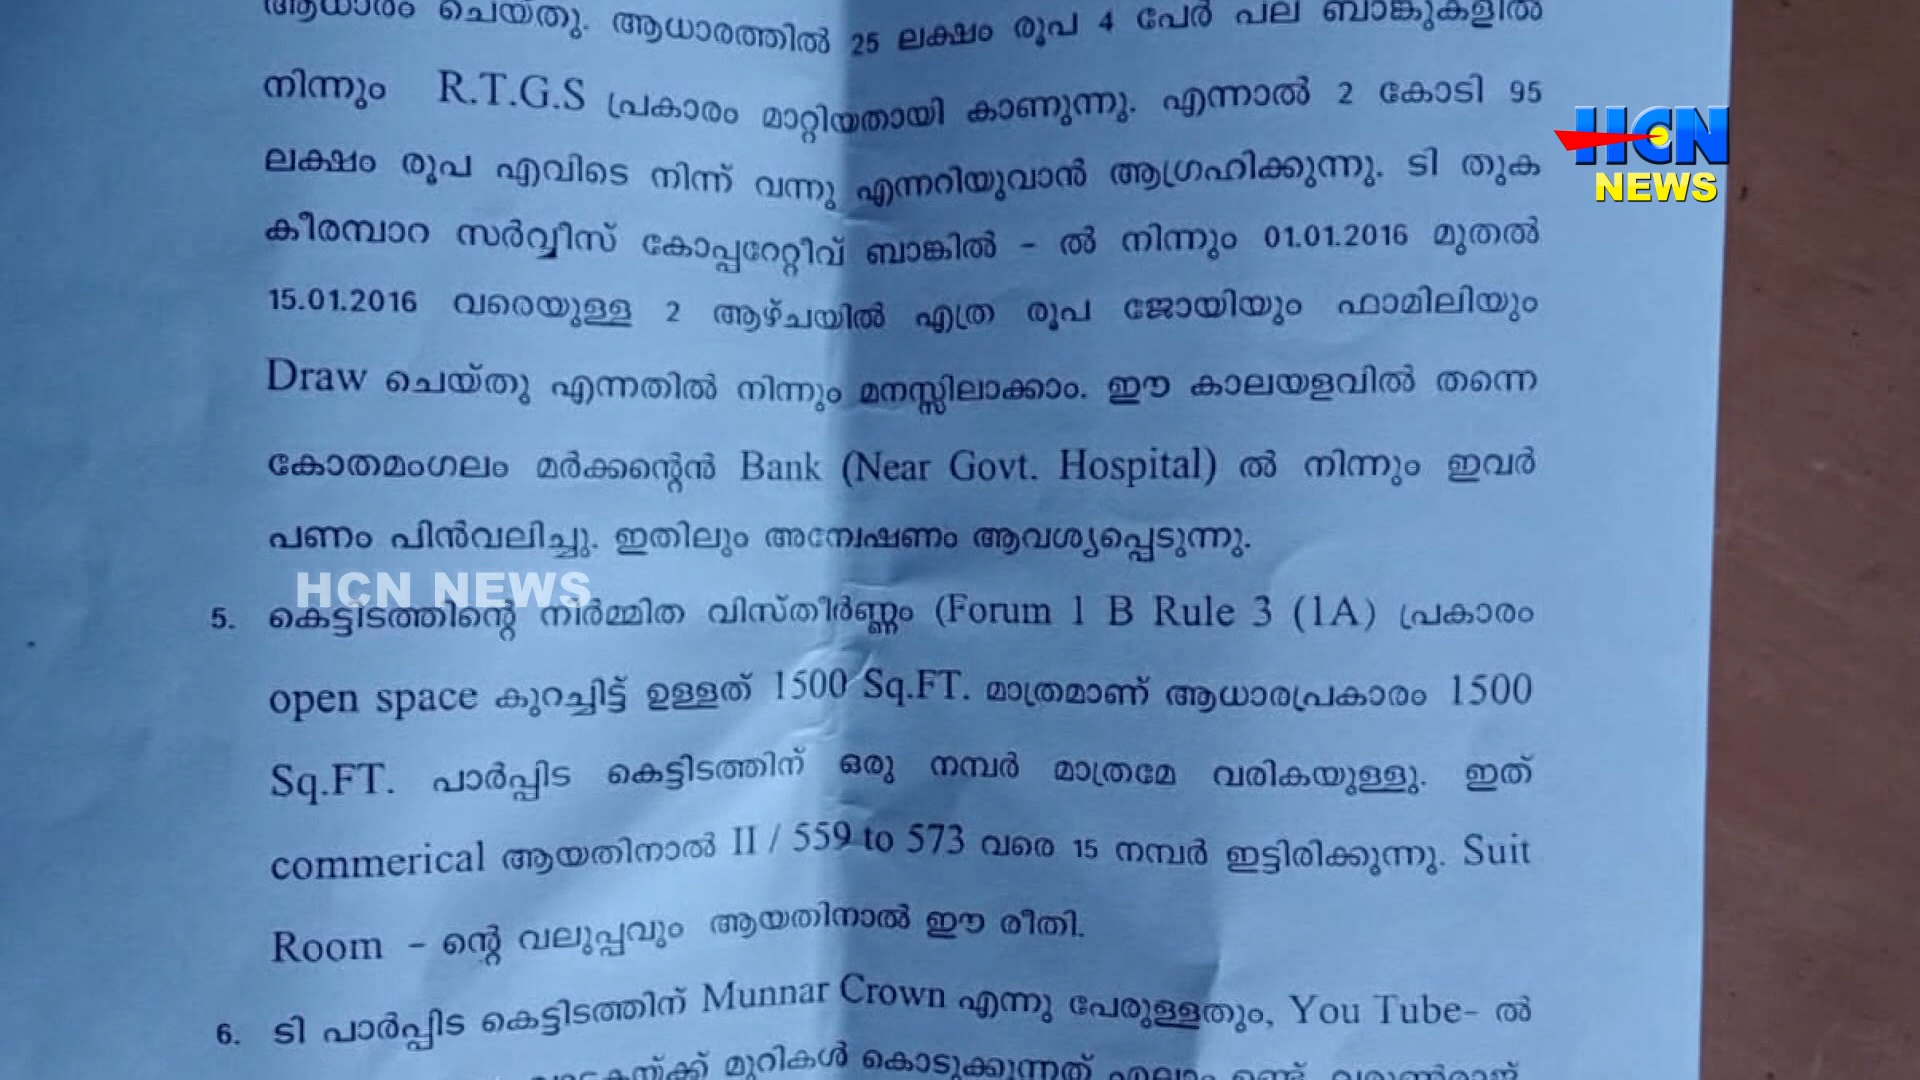 ആധാരം ചെയ്തു. ആധാരത്തിൽ 25 ലക്ഷം രൂപ 4 പേർ പല ബാങ്കുകളിൽ
നിന്നും R.T.G.S പ്രകാരം മാറ്റിയതായി കാണുന്നു. എന്നാൽ 2 കോടി 95
ലക്ഷം രൂപ എവിടെ നിന്ന് വന്നു എന്നറിയുവാൻ ആഗ്രഹിക്കുന്നു. ടി തുക
കീരമ്പാറ സർവ്വീസ് കോപ്പറേറ്റീവ് ബാങ്കിൽ - ൽ നിന്നും 01.01.2016 മുതൽ
15.01.2016 വരെയുള്ള 2 ആഴ്ചയിൽ എത്ര രൂപ ജോയിയും ഫാമിലിയും
Draw ചെയ്തു എന്നതിൽ നിന്നും മനസ്സിലാക്കാം. ഈ കാലയളവിൽ തന്നെ
കോതമംഗലം മർക്കന്റെൻ Bank (Near Govt. Hospital) ൽ നിന്നും ഇവർ
പണം പിൻവലിച്ചു. ഇതിലും അന്വേഷണം ആവശ്യപ്പെടുന്നു.
5. കെട്ടിടത്തിന്റെ നിർമ്മിത വിസ്തീർണ്ണം (Forum 1 B Rule 3 (1A) പ്രകാരം
open space കുറച്ചിട്ട് ഉള്ളത് 1500 Sq.FT. മാത്രമാണ് ആധാരപ്രകാരം 1500
Sq.FT. പാർപ്പിട കെട്ടിടത്തിന് ഒരു നമ്പർ മാത്രമേ വരികയുള്ളു. ഇത്
commerical ആയതിനാൽ II / 559 to 573 വരെ 15 നമ്പർ ഇട്ടിരിക്കുന്നു. Suit
Room - ന്റെ വലുപ്പവും ആയതിനാൽ ഈ രീതി.
6. ടി പാർപ്പിട കെട്ടിടത്തിന് Munnar Crown എന്നു പേരുള്ളതും, You Tube- ൽ
മുറികൾ കൊടുക്കുന്നത്
HCN NEWS
HCN
NEWS